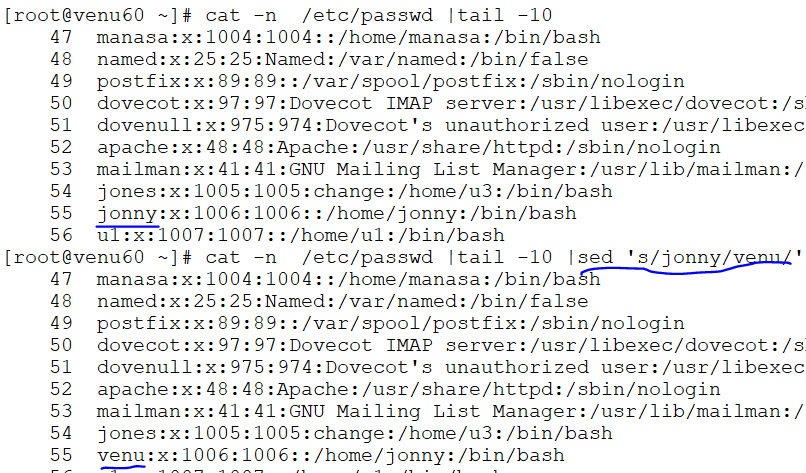 [root@venu60 ~]# cat -n  /etc/passwd |tail -10
    47  manasa:x:1004:1004::/home/manasa:/bin/bash
    48  named:x:25:25:Named:/var/named:/bin/false
    49  postfix:x:89:89::/var/spool/postfix:/sbin/nologin
    50  dovecot:x:97:97:Dovecot IMAP server:/usr/libexec/dovecot:/s
    51  dovenull:x:975:974:Dovecot's unauthorized user:/usr/libexec
    52  apache:x:48:48:Apache:/usr/share/httpd:/sbin/nologin
    53  mailman:x:41:41:GNU Mailing List Manager:/usr/lib/mailman:/
    54  jones:x:1005:1005:change:/home/u3:/bin/bash
    55  jonny:x:1006:1006::/home/jonny:/bin/bash
    56  u1:x:1007:1007::/home/u1:/bin/bash
[root@venu60 ~]# cat -n  /etc/passwd |tail -10 |sed 's/jonny/venu/'
    47  manasa:x:1004:1004::/home/manasa:/bin/bash
    48  named:x:25:25:Named:/var/named:/bin/false
    49  postfix:x:89:89::/var/spool/postfix:/sbin/nologin
    50  dovecot:x:97:97:Dovecot IMAP server:/usr/libexec/dovecot:/s
    51  dovenull:x:975:974:Dovecot's unauthorized user:/usr/libexec
    52  apache:x:48:48:Apache:/usr/share/httpd:/sbin/nologin
    53  mailman:x:41:41:GNU Mailing List Manager:/usr/lib/mailman:/
    54  jones:x:1005:1005:change:/home/u3:/bin/bash
    55  venu:x:1006:1006::/home/jonny:/bin/bash